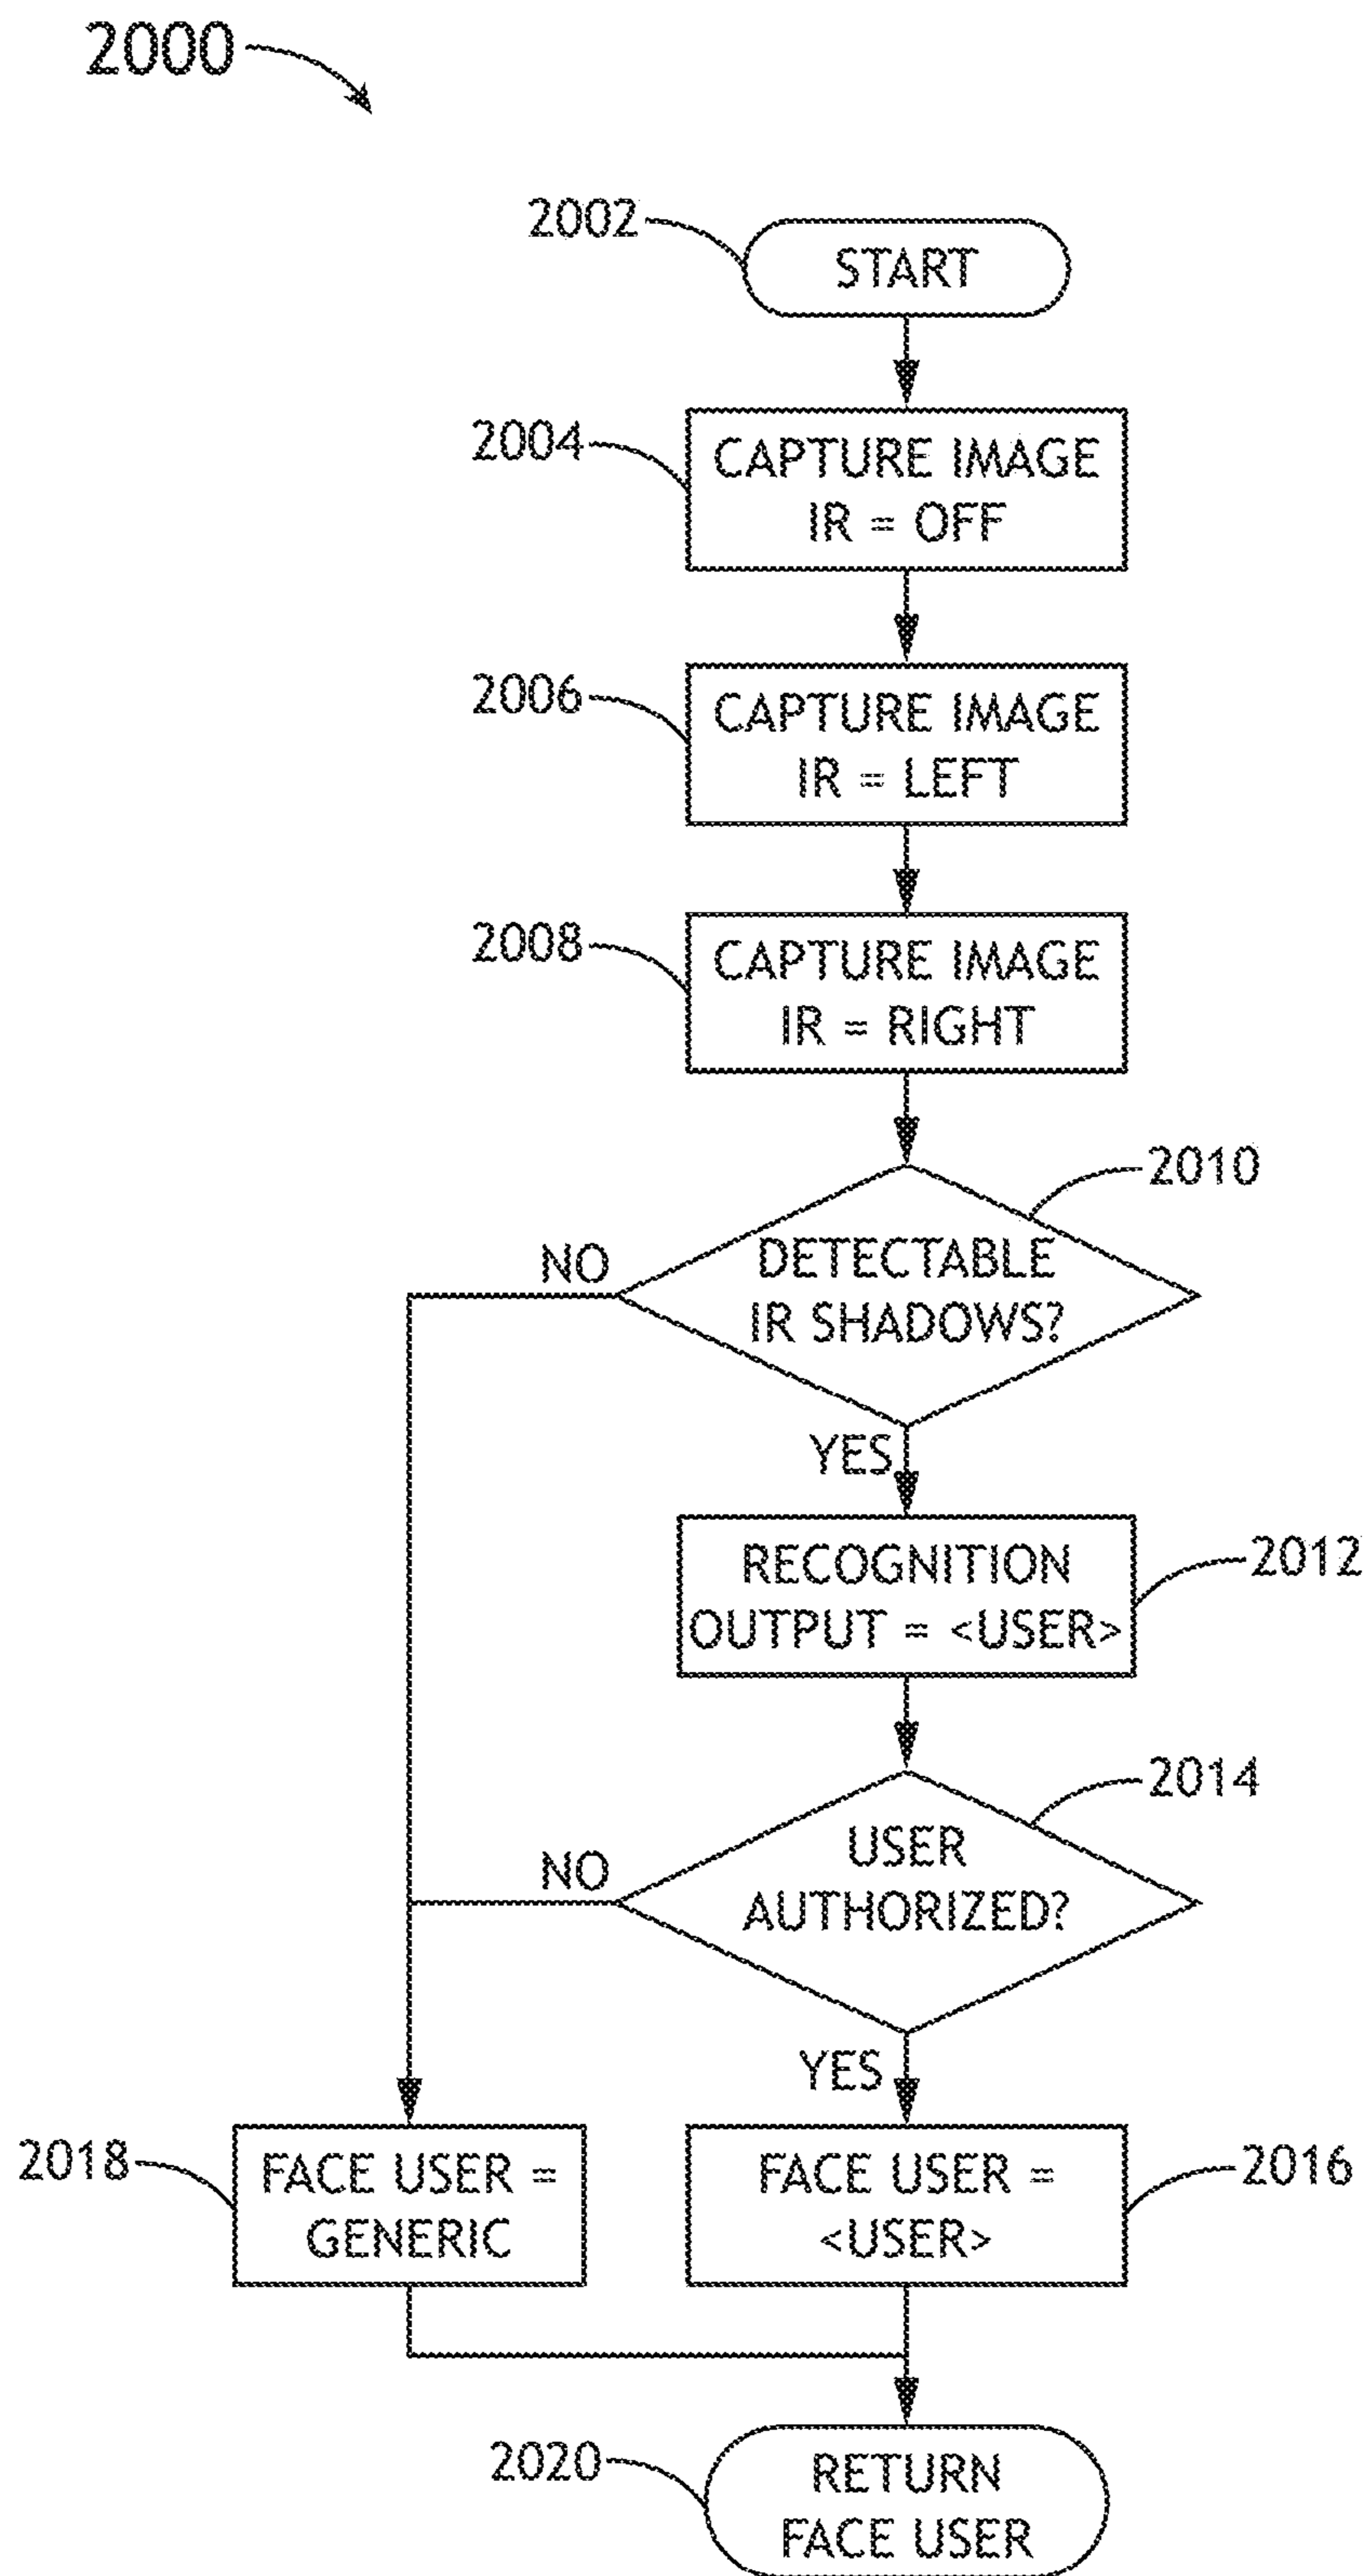 2000
2002
START
2004
CAPTURE IMAGE
IR = OFF
2006
CAPTURE IMAGE
IR = LEFT
2008
CAPTURE IMAGE
IR = RIGHT
2010
NO
DETECTABLE
IR SHADOWS?
YES
RECOGNITION
OUTPUT = <USER>
2012
2014
NO
USER
AUTHORIZED?
YES
2018
FACE USER =
GENERIC
FACE USER =
<USER>
2016
2020
RETURN
FACE USER